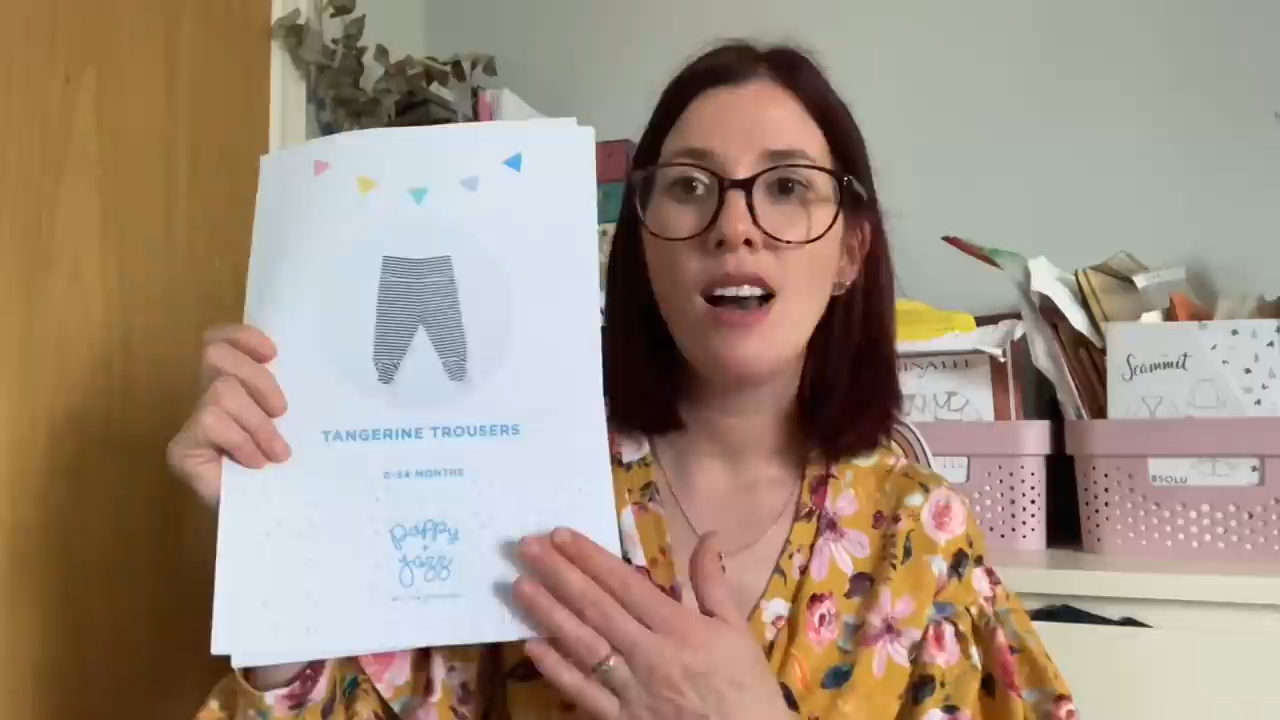 TANGERINE TROUSERS
0-24 MONTHS
poppy
+
jazz
Scammit